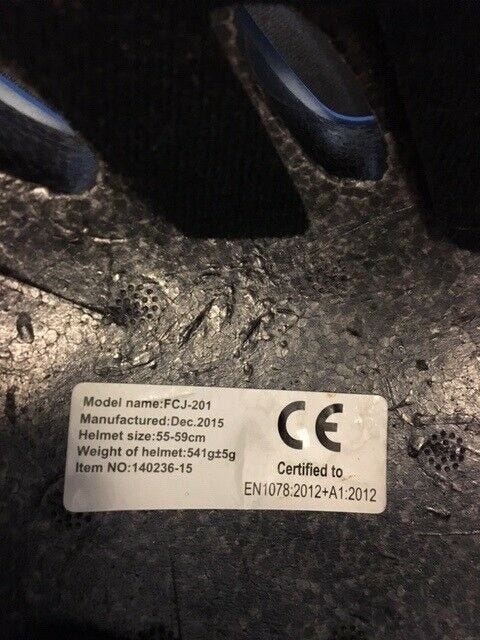 Model name:FCJ-201
Manufactured:Dec.2015
Helmet size:55-59cm
Weight of helmet:541g±5g
Item NO:140236-15
CE
Certified to
EN1078:2012+A1:2012